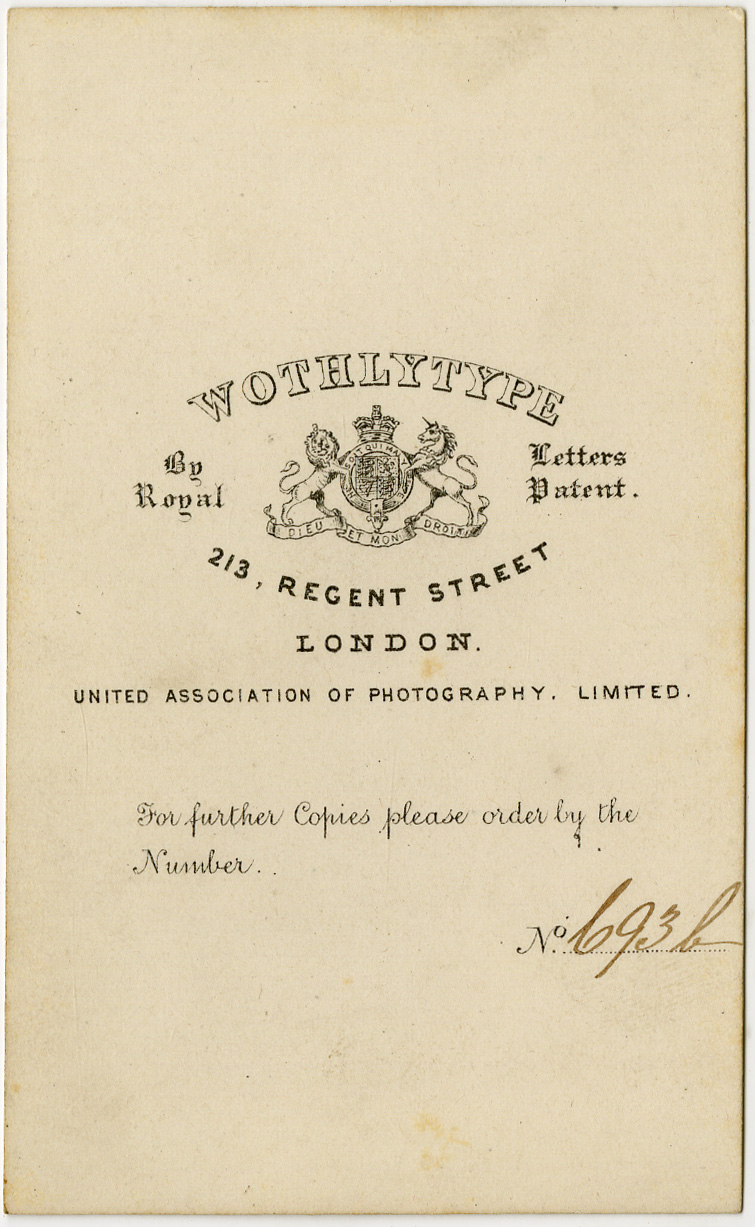 WOTHLYTYPE
By Royal
Letters Patent.
DIEU ET MON DROIT
213, REGENT STREET
LONDON.
UNITED ASSOCIATION OF PHOTOGRAPHY, LIMITED.
For further Copies please order by the
Number.
No. 693b